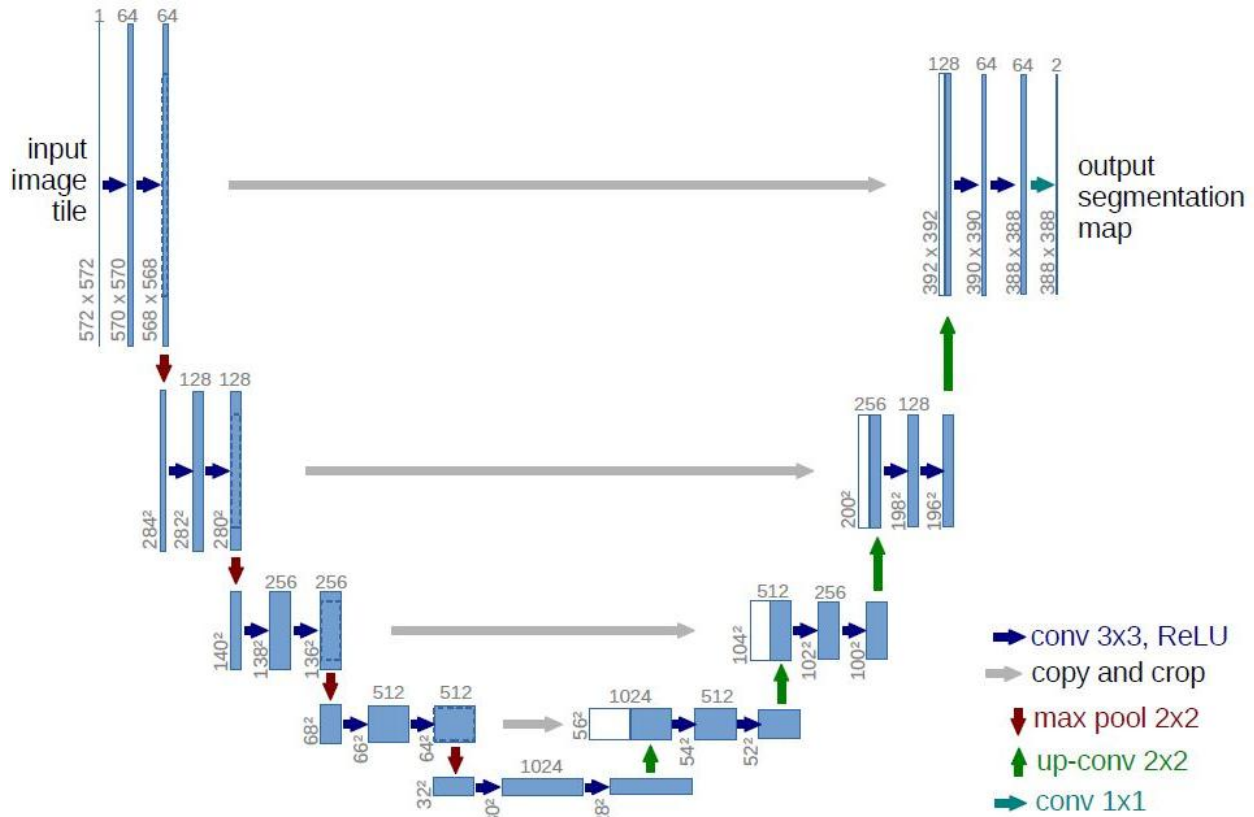 1 64 64
128 64 64 2
input
image
tile
output
segmentation
map
572 x 572
570 x 570
568 x 568
392 x 392
390 x 390
388 x 388
388 x 388
128 128
256 128
284²
282²
280²
200²
198²
196²
256 256
512 256
140²
138²
136²
104²
102²
100²
conv 3x3, ReLU
copy and crop
max pool 2x2
up-conv 2x2
conv 1x1
512 512
1024 512
68²
66²
64²
56²
54²
52²
1024
32²